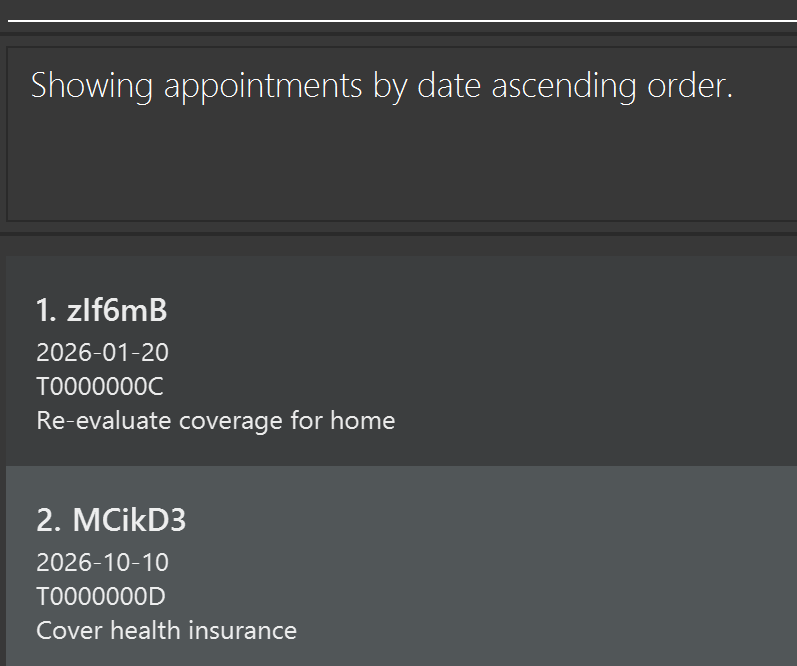 Showing appointments by date ascending order.
1. zIf6mB
2026-01-20
T0000000C
Re-evaluate coverage for home
2. MCikD3
2026-10-10
T0000000D
Cover health insurance